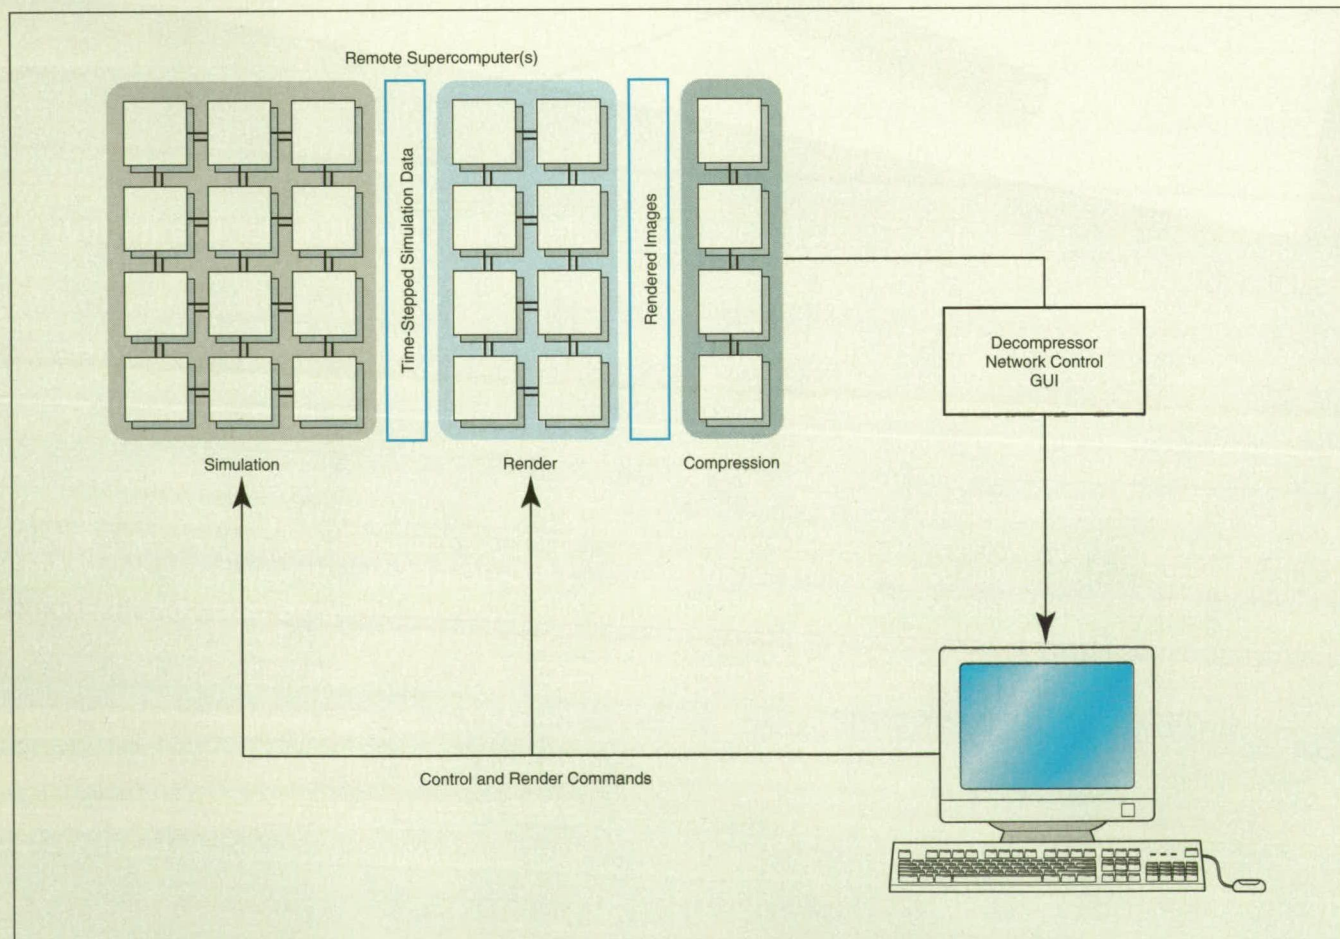 Remote Supercomputer(s)
Time-Stepped Simulation Data
Rendered Images
Simulation
Render
Compression
Decompressor
Network Control
GUI
Control and Render Commands